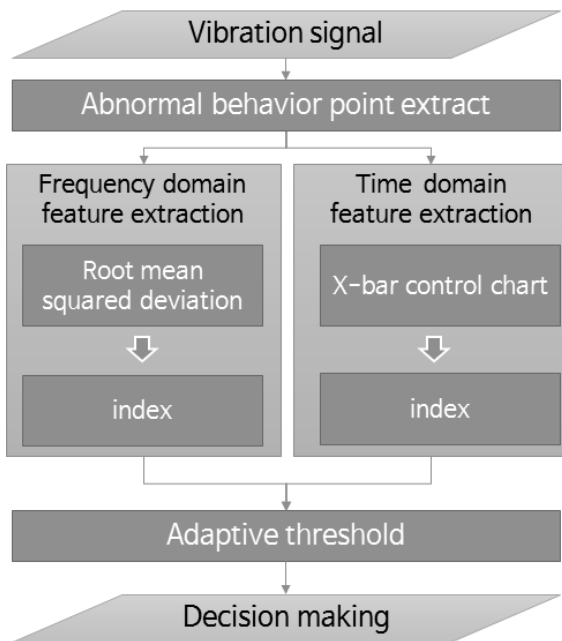 Vibration signal
Abnormal behavior point extract
Frequency domain
feature extraction
Root mean
squared deviation
index
Time domain
feature extraction
X-bar control chart
index
Adaptive threshold
Decision making